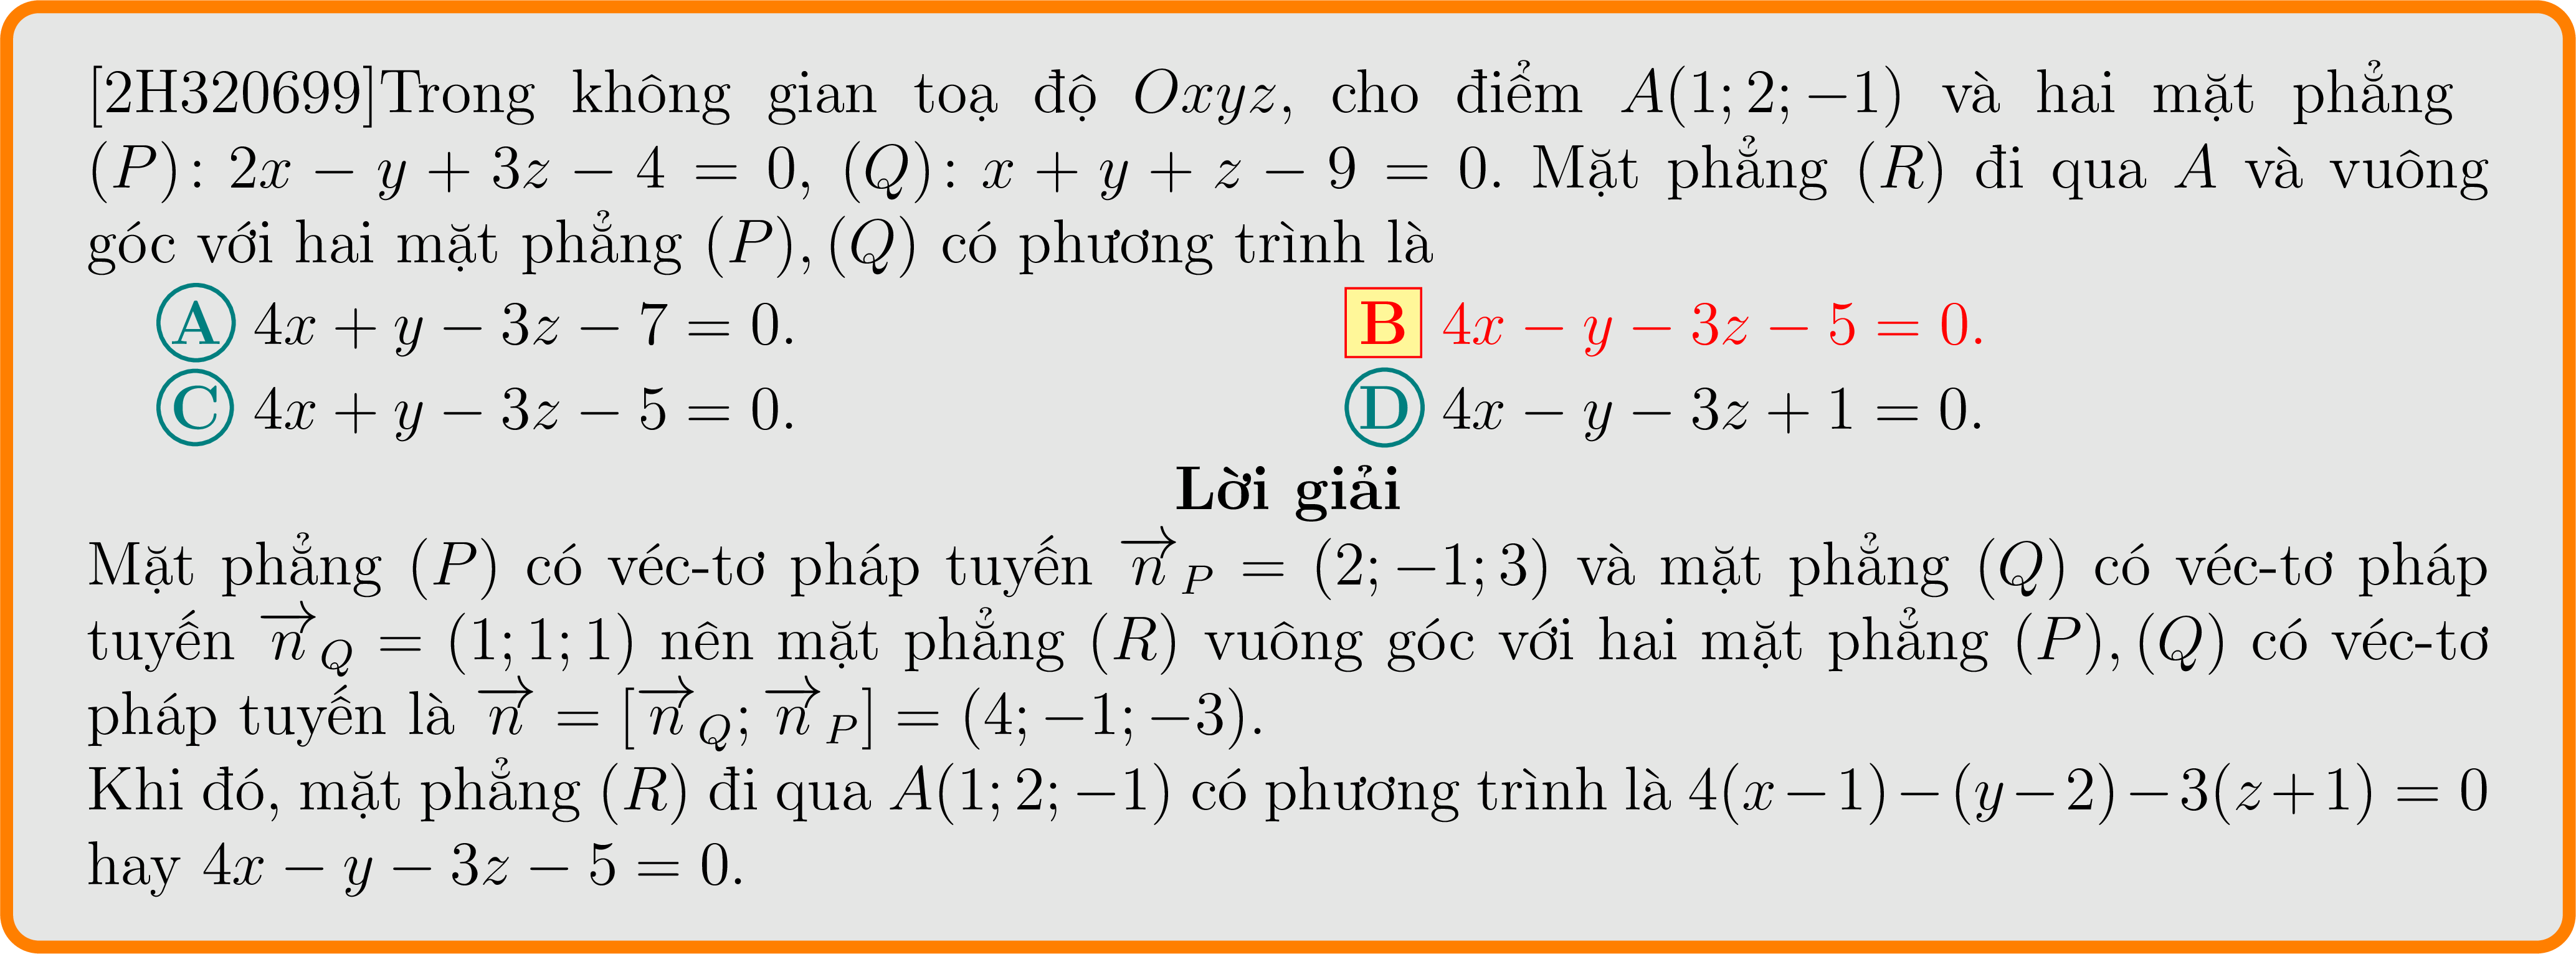 [2H320699]Trong không gian toạ độ Oxyz, cho điểm A(1; 2; −1) và hai mặt phẳng
(P): 2x − y + 3z − 4 = 0, (Q): x + y + z − 9 = 0. Mặt phẳng (R) đi qua A và vuông
góc với hai mặt phẳng (P), (Q) có phương trình là
A 4x + y − 3z − 7 = 0. B 4x − y − 3z − 5 = 0.
C 4x + y − 3z − 5 = 0. D 4x − y − 3z + 1 = 0.
Lời giải
Mặt phẳng (P) có véc-tơ pháp tuyến $\overrightarrow{n}_P$ = (2; −1; 3) và mặt phẳng (Q) có véc-tơ pháp
tuyến $\overrightarrow{n}_Q$ = (1; 1; 1) nên mặt phẳng (R) vuông góc với hai mặt phẳng (P), (Q) có véc-tơ
pháp tuyến là $\overrightarrow{n}$ = [$\overrightarrow{n}_Q$; $\overrightarrow{n}_P$] = (4; −1; −3).
Khi đó, mặt phẳng (R) đi qua A(1; 2; −1) có phương trình là 4(x − 1) − (y − 2) − 3(z + 1) = 0
hay 4x − y − 3z − 5 = 0.